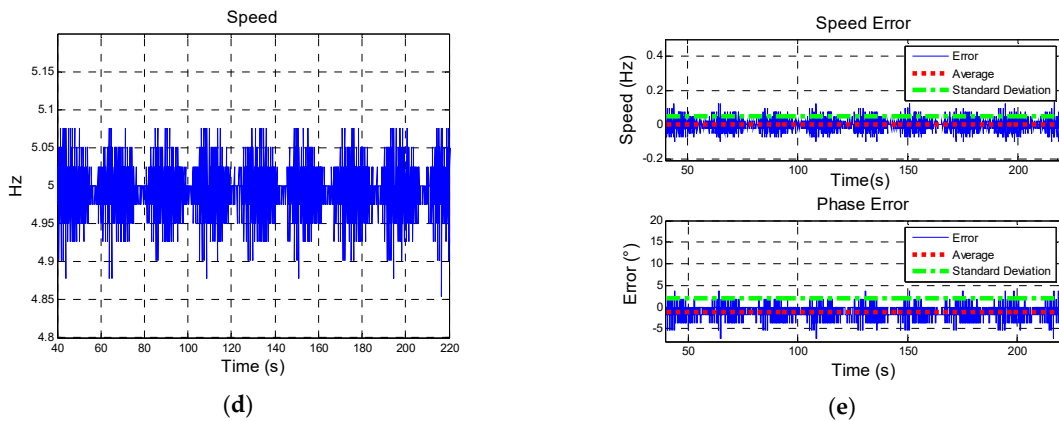 Speed
5.15
5.1
5.05
5
4.95
4.9
4.85
4.8
Hz
40 60 80 100 120 140 160 180 200 220
Time (s)
(d)
Speed Error
0.4
0.2
0
-0.2
Speed (Hz)
Error
Average
Standard Deviation
50 100 150 200
Time(s)
Phase Error
20
15
10
5
0
-5
Error (°)
Error
Average
Standard Deviation
50 100 150 200
Time (s)
(e)